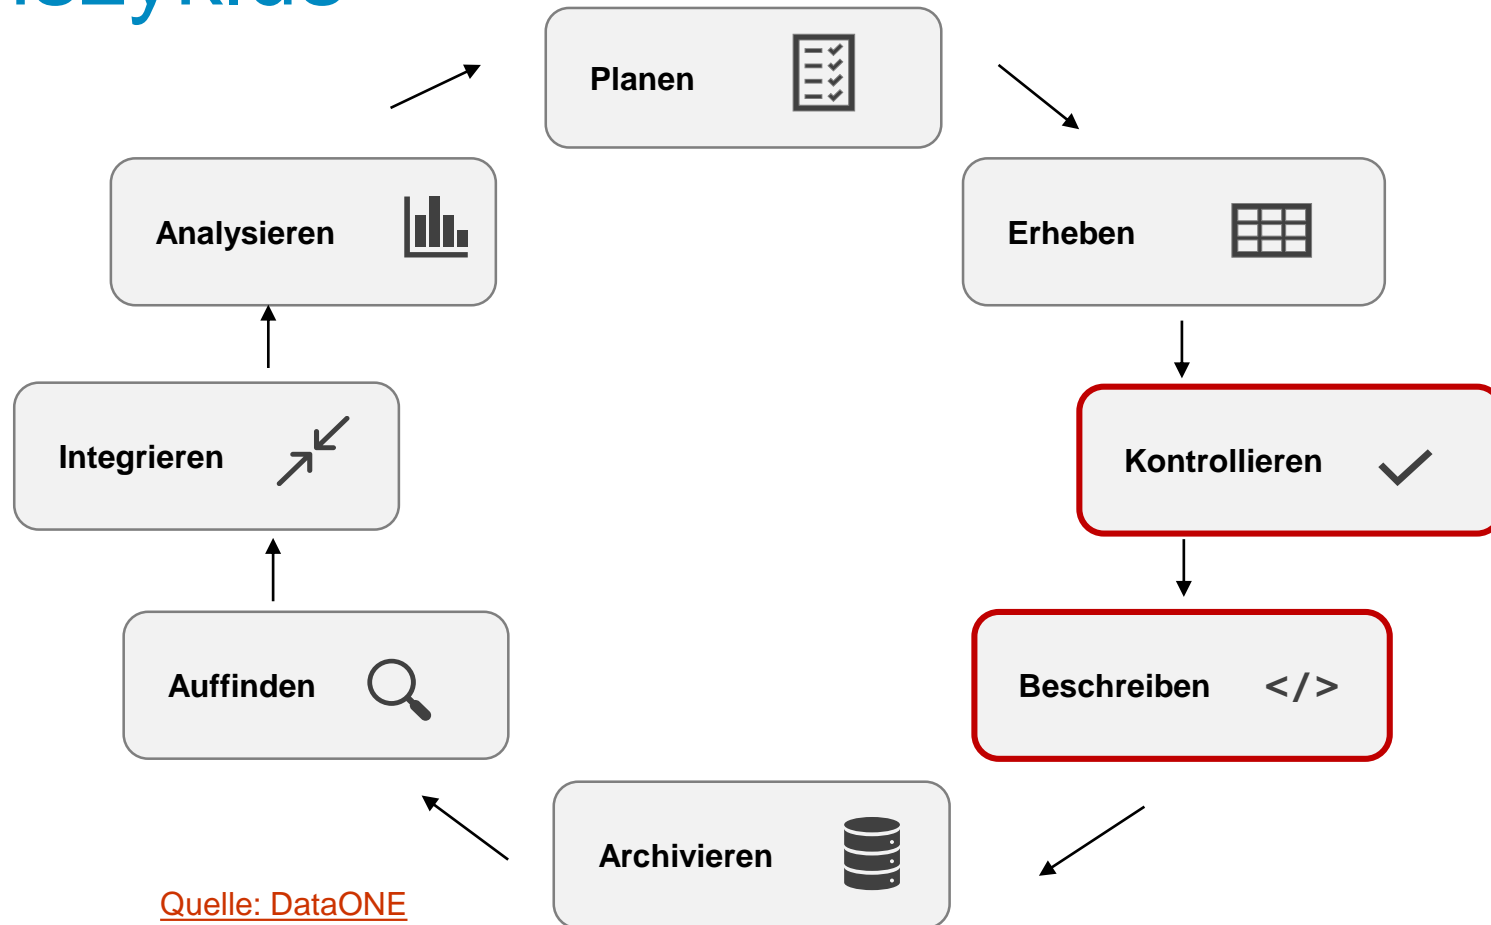 Planen
Analysieren
Erheben
Integrieren
Kontrollieren
Auffinden
Beschreiben </>
Archivieren
Quelle: DataONE